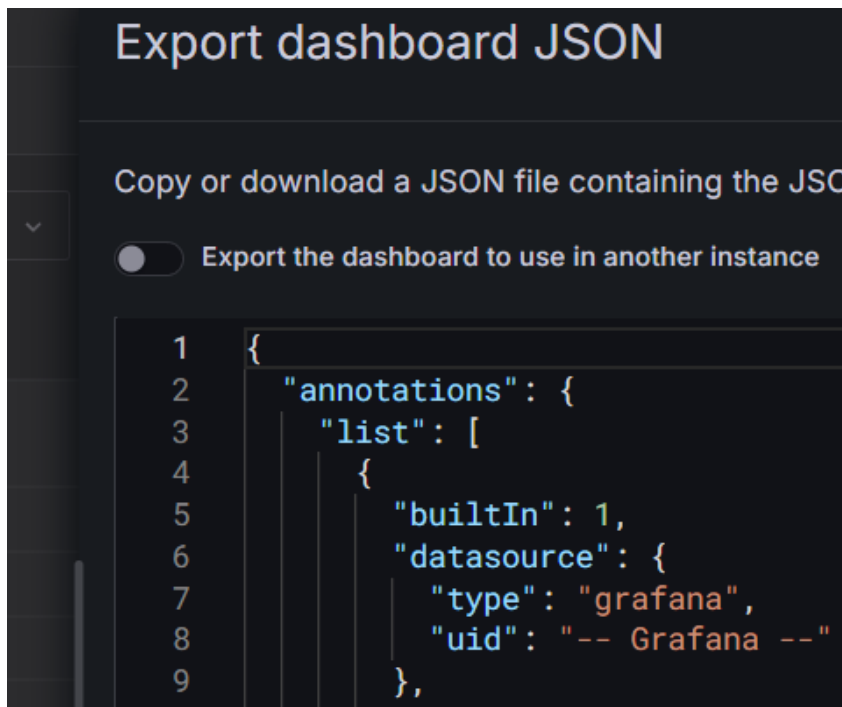 Export dashboard JSON
Copy or download a JSON file containing the
Export the dashboard to use in another instance
1 {
2 "annotations": {
3 "list": [
4 {
5 "builtIn": 1,
6 "datasource": {
7 "type": "grafana",
8 "uid": "-- Grafana --"
9 },